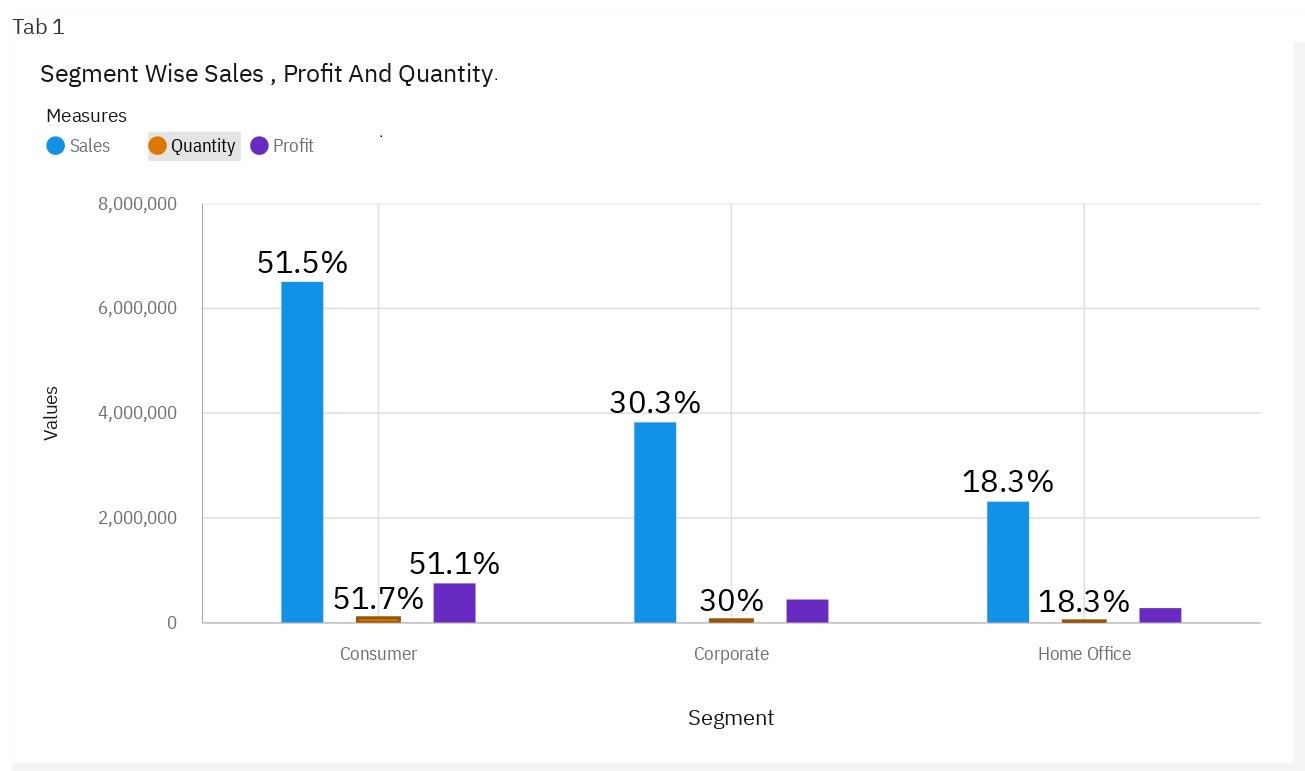 Tab 1
Segment Wise Sales , Profit And Quantity.
Measures
Sales Quantity Profit
8,000,000
51.5%
6,000,000
30.3%
4,000,000
18.3%
2,000,000
51.1%
51.7% 30% 18.3%
0
Values
Consumer Corporate Home Office
Segment